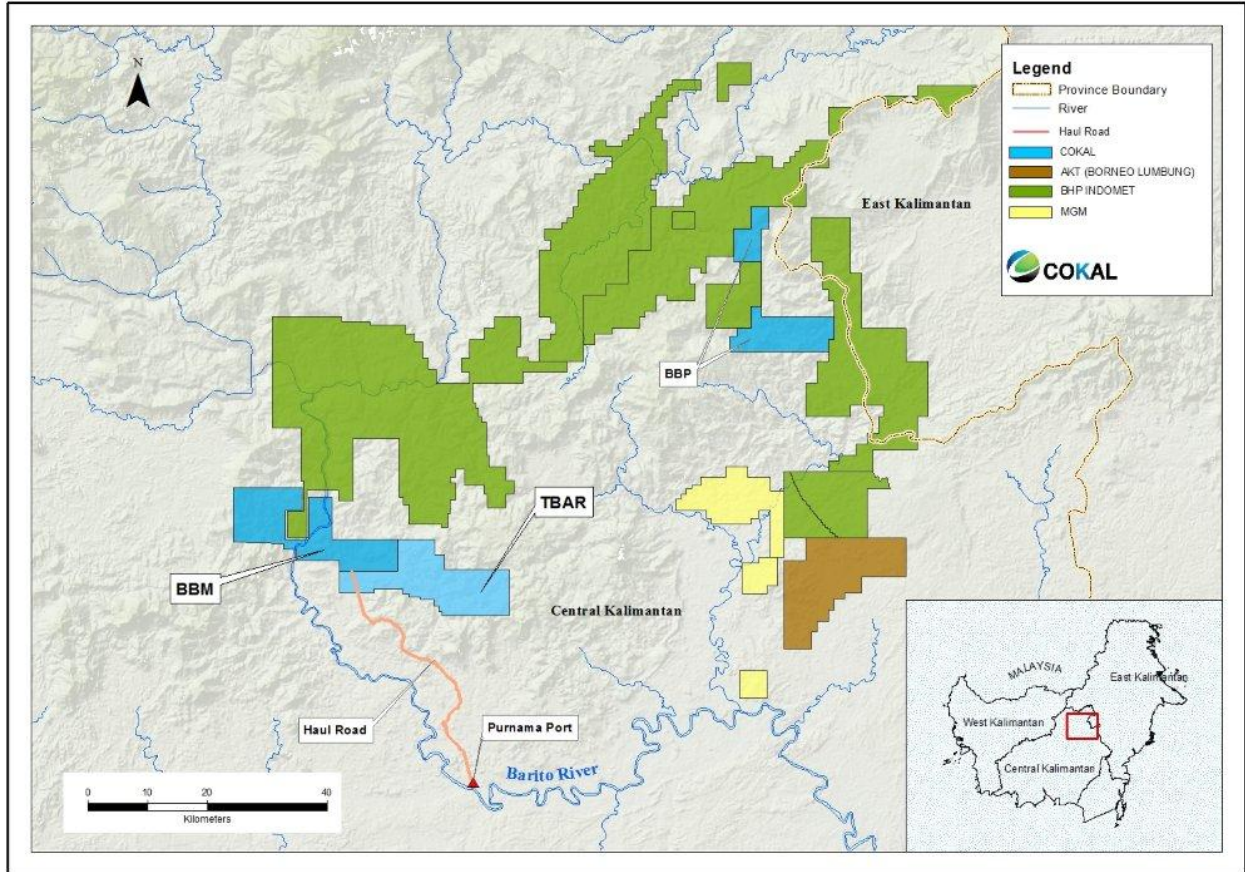 N
Legend
Province Boundary
River
Haul Road
COKAL
AKT (BORNEO LUMBUNG)
BHP INDOMET
MGM
COKAL
East Kalimantan
BBP
TBAR
BBM
Central Kalimantan
Haul Road
Purnama Port
Barito River
0 10 20 40
Kilometers
MALAYSIA
East Kalimantan
West Kalimantan
Central Kalimantan